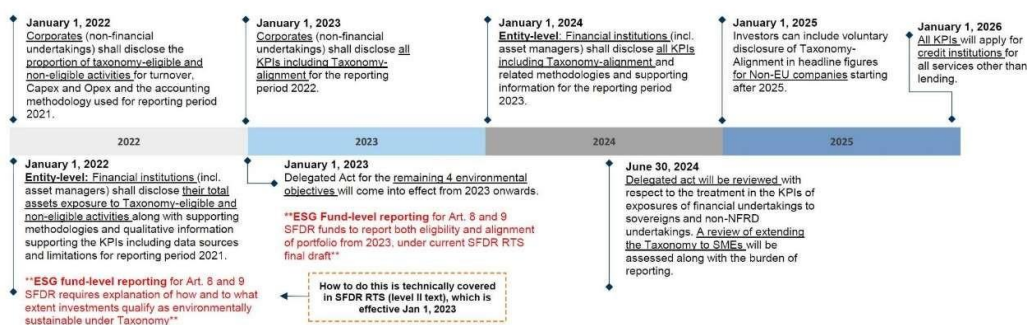 January 1, 2022
Corporates (non-financial
undertakings) shall disclose the
proportion of taxonomy-eligible and
non-eligible activities for turnover,
Capex and Opex and the accounting
methodology used for reporting period
2021.
January 1, 2023
Corporates (non-financial
undertakings) shall disclose all
KPIs including Taxonomy-
alignment for the reporting
period 2022.
January 1, 2024
Entity-level: Financial institutions (incl.
asset managers) shall disclose all KPIs
including Taxonomy-alignment and
related methodologies and supporting
information for the reporting period
2023.
January 1, 2025
Investors can include voluntary
disclosure of Taxonomy-
Alignment in headline figures
for Non-EU companies starting
after 2025.
January 1, 2026
All KPIs will apply for
credit institutions for
all services other than
lending.
2022
2023
2024
2025
January 1, 2022
Entity-level: Financial institutions (incl.
asset managers) shall disclose their total
assets exposure to Taxonomy-eligible and
non-eligible activities along with supporting
methodologies and qualitative information
supporting the KPIs including data sources
and limitations for reporting period 2021.
**ESG fund-level reporting for Art. 8 and 9
SFDR requires explanation of how and to what
extent investments qualify as environmentally
sustainable under Taxonomy**
January 1, 2023
Delegated Act for the remaining 4 environmental
objectives will come into effect from 2023 onwards.
**ESG Fund-level reporting for Art. 8 and 9
SFDR funds to report both eligibility and alignment
of portfolio from 2023, under current SFDR RTS
final draft**
How to do this is technically covered
in SFDR RTS (level II text), which is
effective Jan 1, 2023
June 30, 2024
Delegated act will be reviewed with
respect to the treatment in the KPIs of
exposures of financial undertakings to
sovereigns and non-NFRD
undertakings. A review of extending
the Taxonomy to SMEs will be
assessed along with the burden of
reporting.